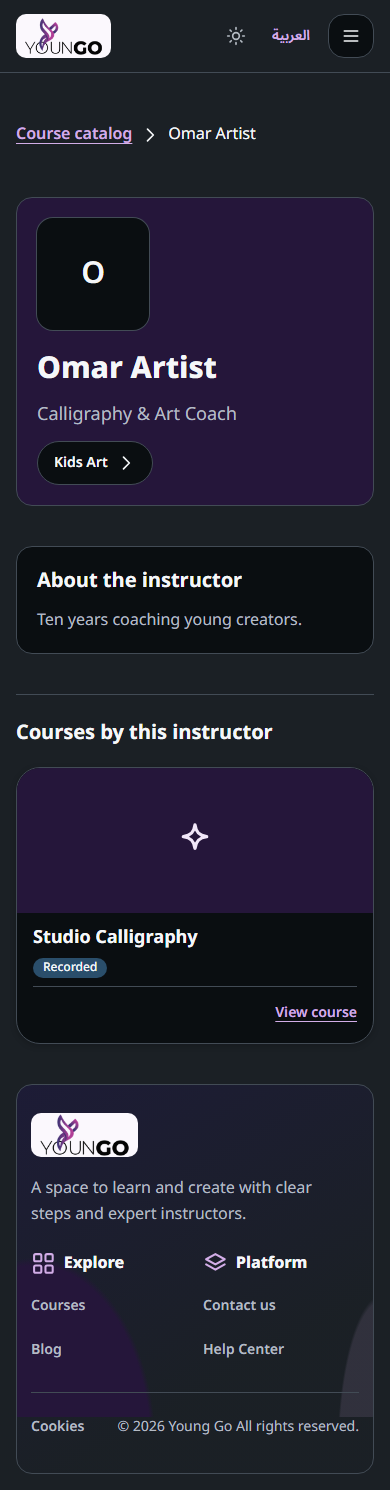 YOUNGO
العربية
Course catalog
Omar Artist
O
Omar Artist
Calligraphy & Art Coach
Kids Art
About the instructor
Ten years coaching young creators.
Courses by this instructor
Studio Calligraphy
Recorded
View course
YOUNGO
A space to learn and create with clear
steps and expert instructors.
Explore
Platform
Courses
Contact us
Blog
Help Center
Cookies
© 2026 Young Go All rights reserved.